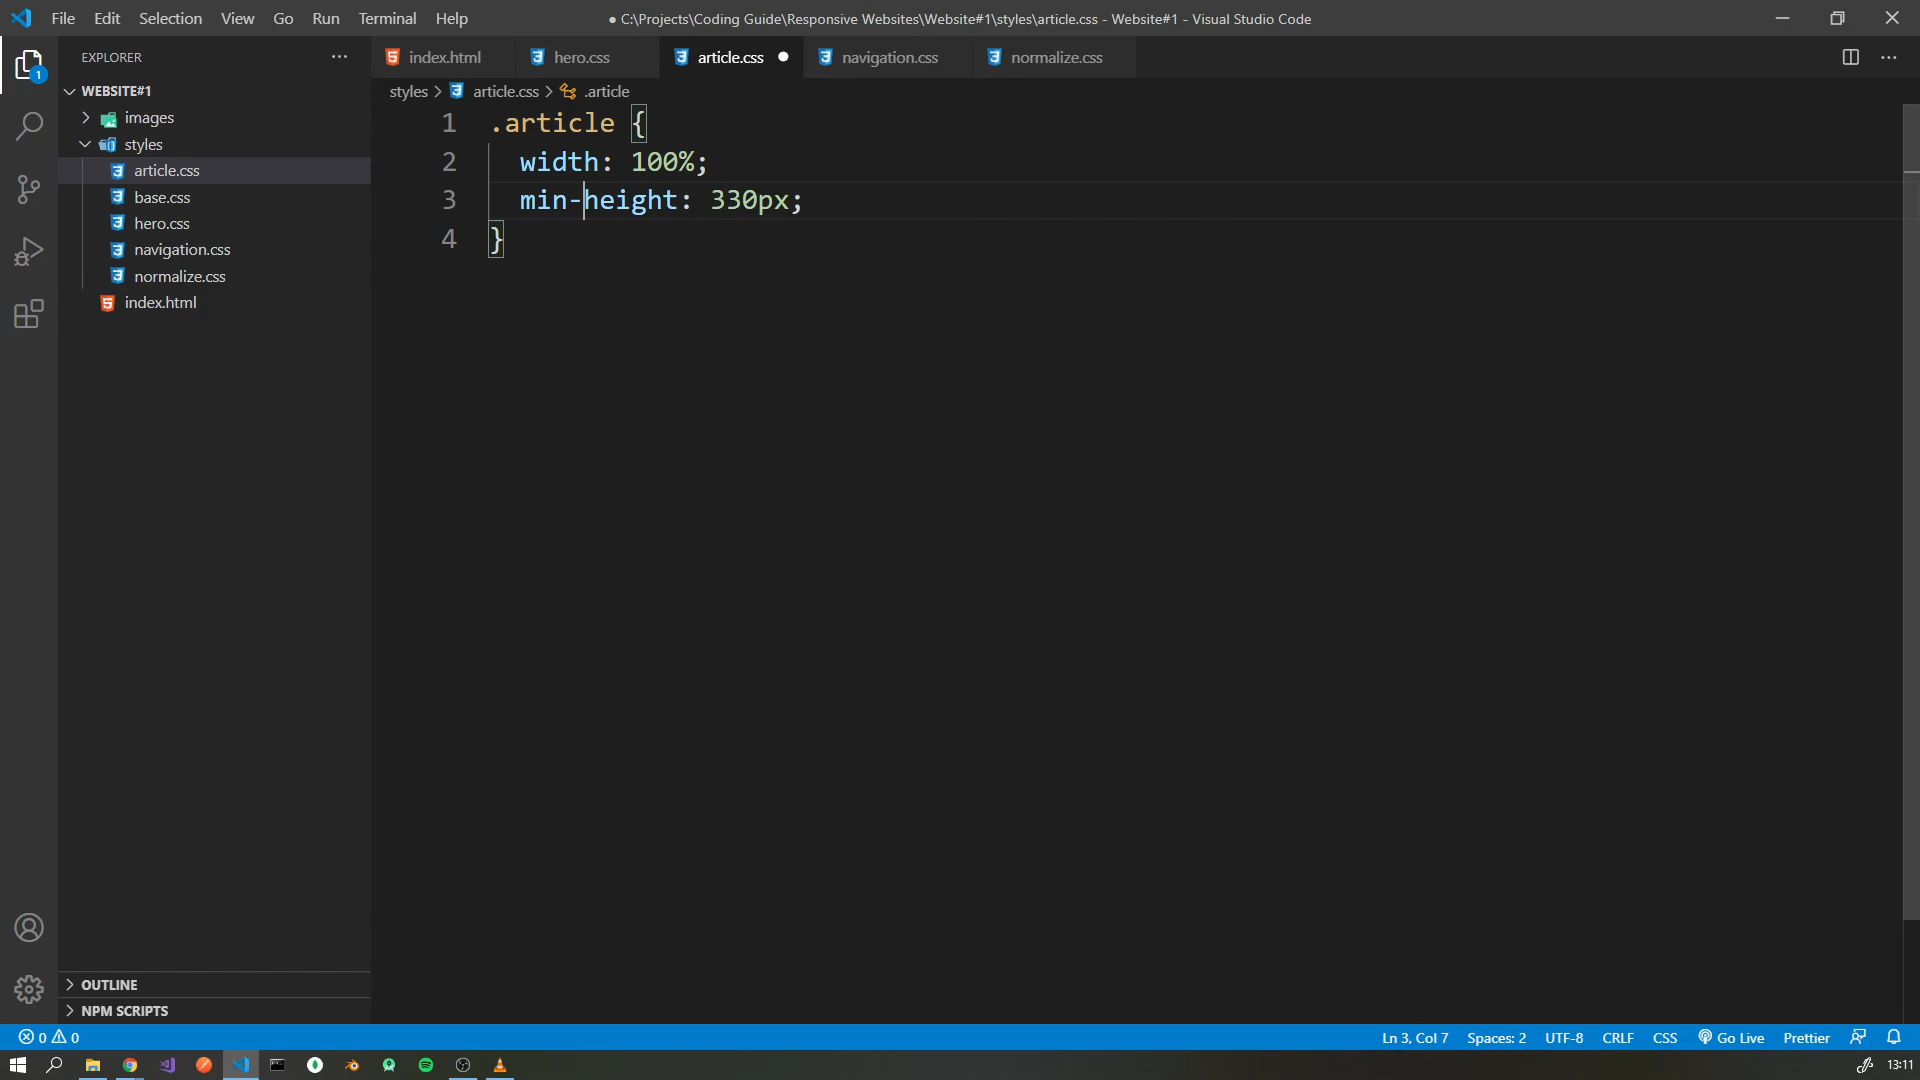 File Edit Selection View Go Run Terminal Help ● C:\Projects\Coding Guide\Responsive Websites\Website#1\styles\article.css - Website#1 - Visual Studio Code
EXPLORER
index.html hero.css article.css ● navigation.css normalize.css
styles > article.css > .article
WEBSITE#1
images
styles
article.css
base.css
hero.css
navigation.css
normalize.css
index.html
1 .article {
2 width: 100%;
3 min-height: 330px;
4 }
OUTLINE
NPM SCRIPTS
1
0 0 Ln 3, Col 7 Spaces: 2 UTF-8 CRLF CSS Go Live Prettier
13:11